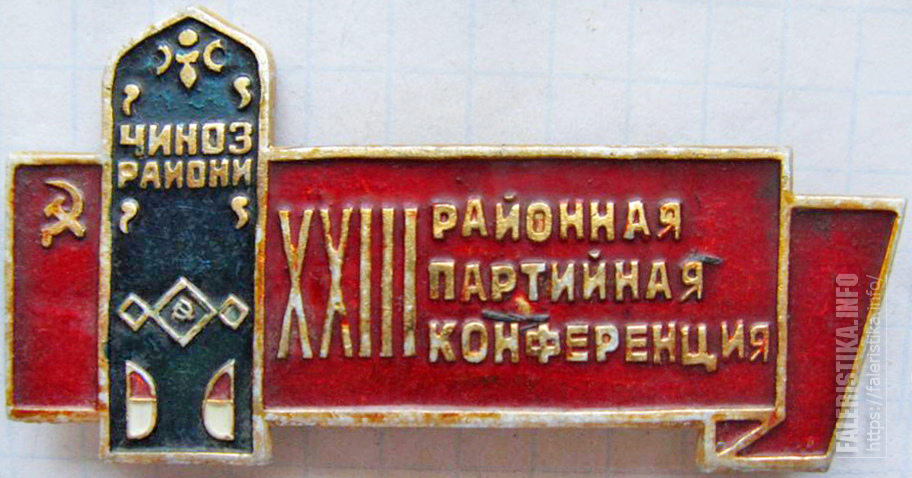 ЧИНОЗ
РАЙОНИ
XXIII
РАЙОННАЯ
ПАРТИЙНАЯ
КОНФЕРЕНЦИЯ
FALERISTIKA.INFO
https://faleristika.info/